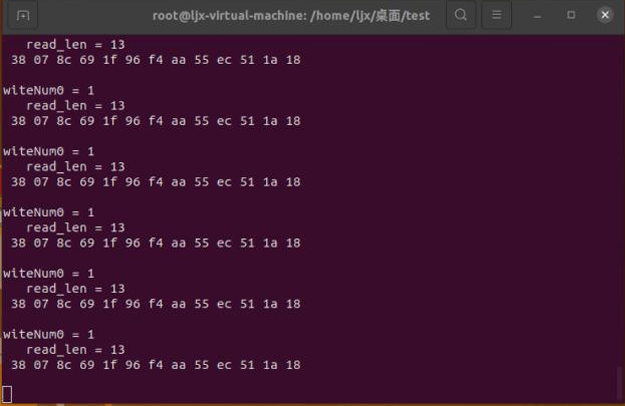 root@ljx-virtual-machine: /home/ljx/桌面/test
read_len = 13
38 07 8c 69 1f 96 f4 aa 55 ec 51 1a 18
witeNum0 = 1
read_len = 13
38 07 8c 69 1f 96 f4 aa 55 ec 51 1a 18
witeNum0 = 1
read_len = 13
38 07 8c 69 1f 96 f4 aa 55 ec 51 1a 18
witeNum0 = 1
read_len = 13
38 07 8c 69 1f 96 f4 aa 55 ec 51 1a 18
witeNum0 = 1
read_len = 13
38 07 8c 69 1f 96 f4 aa 55 ec 51 1a 18
witeNum0 = 1
read_len = 13
38 07 8c 69 1f 96 f4 aa 55 ec 51 1a 18